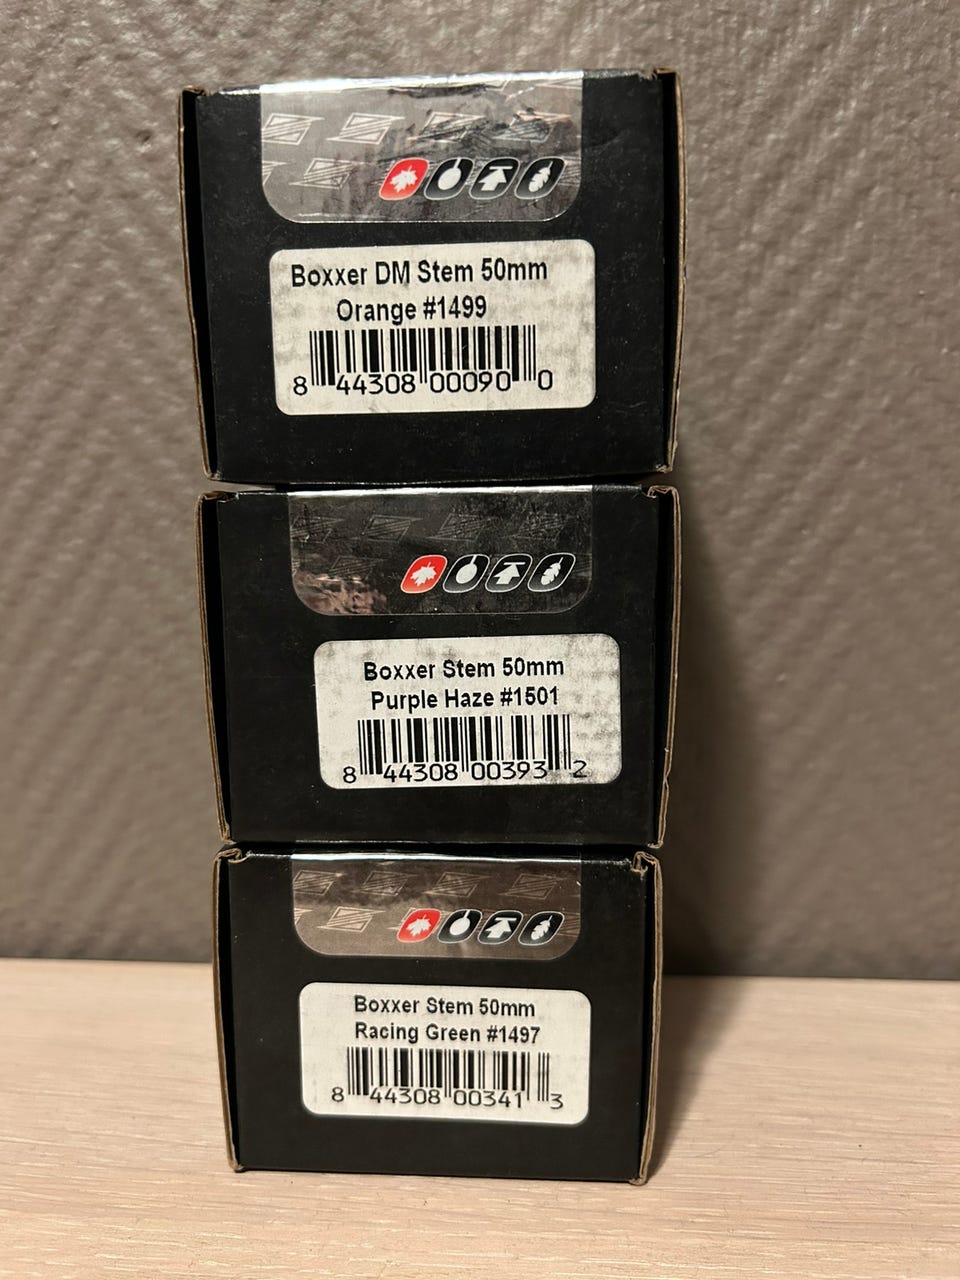 Boxxer DM Stem 50mm
Orange #1499
8 44308 00090 0
Boxxer Stem 50mm
Purple Haze #1501
8 44308 00393 2
Boxxer Stem 50mm
Racing Green #1497
8 44308 00341 3